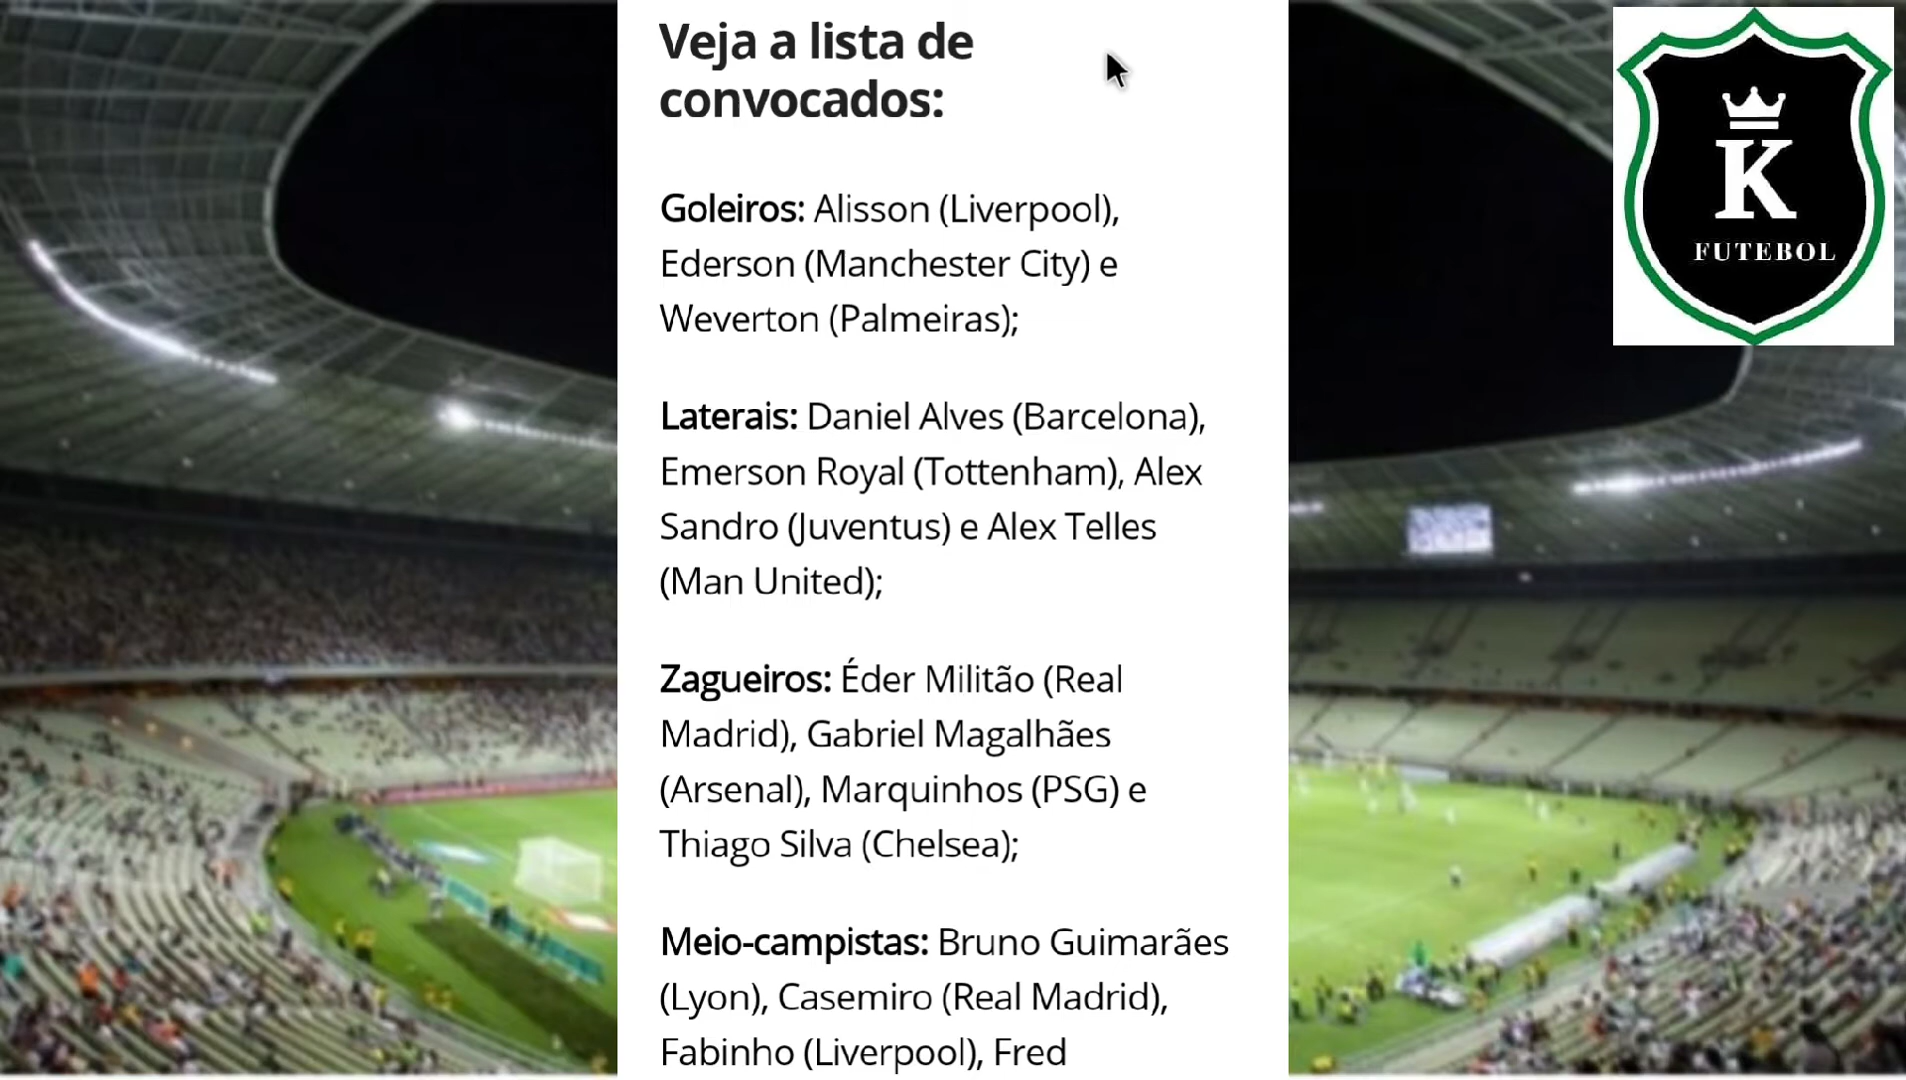 Veja a lista de
convocados:
Goleiros: Alisson (Liverpool),
Ederson (Manchester City) e
Weverton (Palmeiras);
Laterais: Daniel Alves (Barcelona),
Emerson Royal (Tottenham), Alex
Sandro (Juventus) e Alex Telles
(Man United);
Zagueiros: Éder Militão (Real
Madrid), Gabriel Magalhães
(Arsenal), Marquinhos (PSG) e
Thiago Silva (Chelsea);
Meio-campistas: Bruno Guimarães
(Lyon), Casemiro (Real Madrid),
Fabinho (Liverpool), Fred
K
FUTEBOL